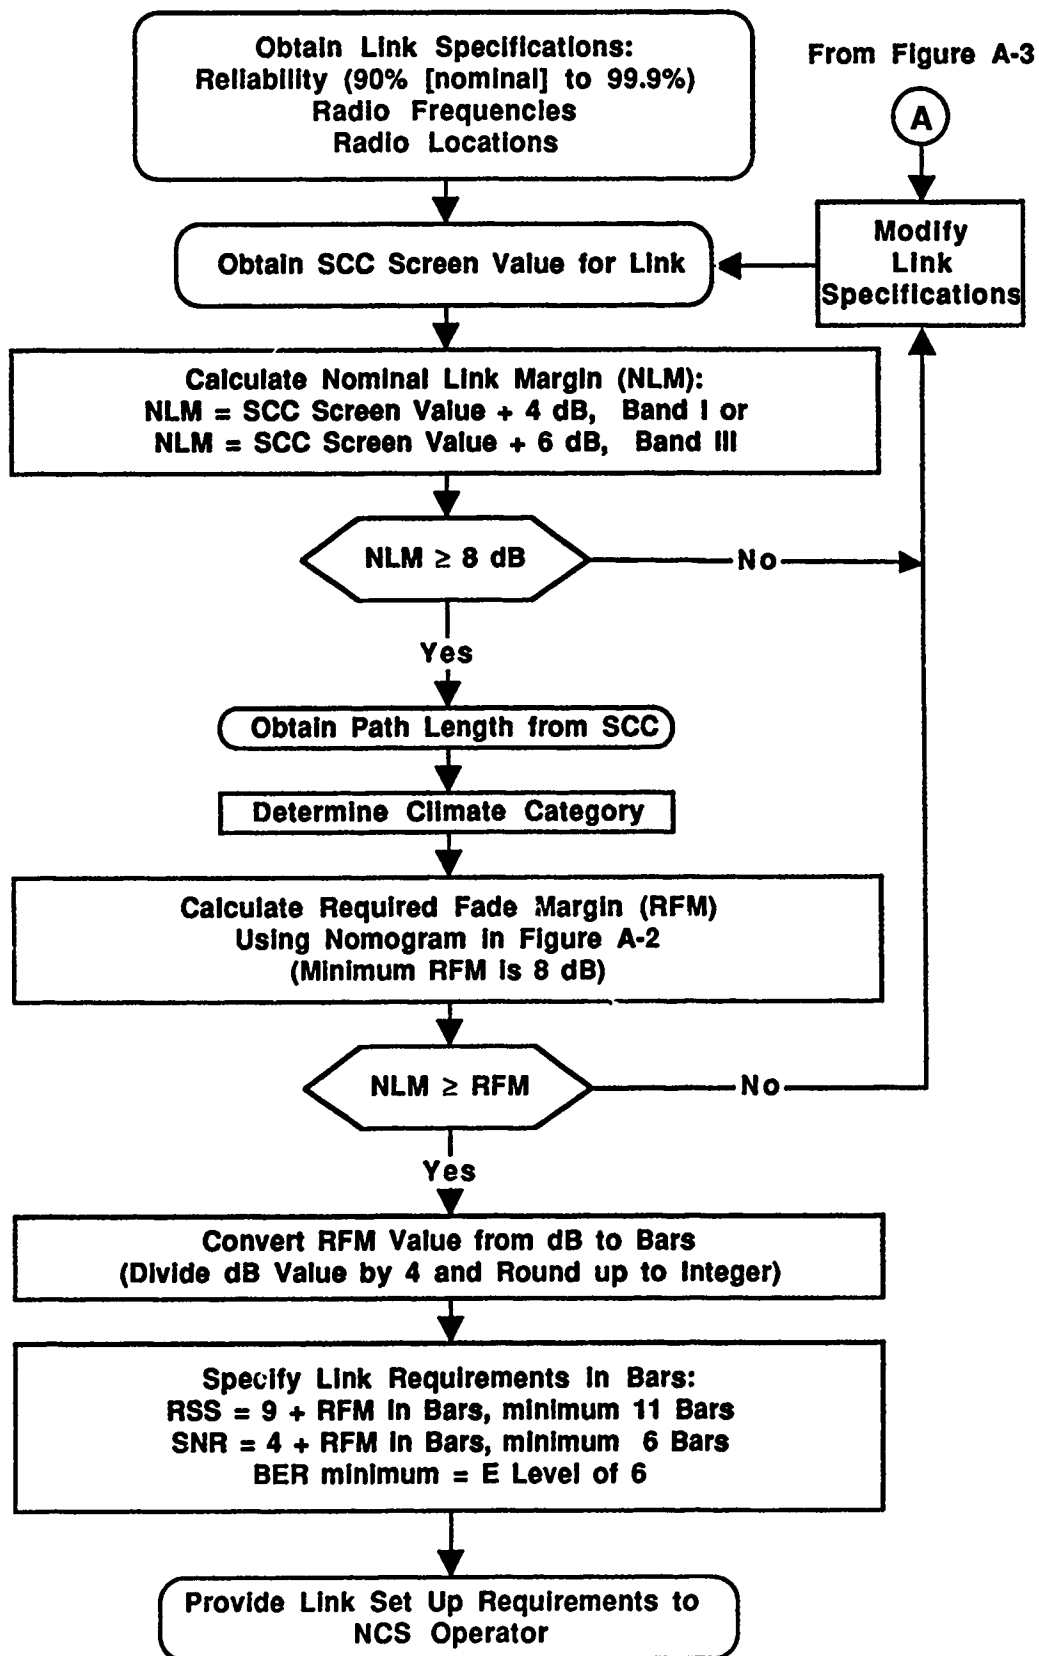 Obtain Link Specifications:
Reliability (90% [nominal] to 99.9%)
Radio Frequencies
Radio Locations
From Figure A-3
A
Modify
Link
Specifications
Obtain SCC Screen Value for Link
Calculate Nominal Link Margin (NLM):
NLM = SCC Screen Value + 4 dB, Band I or
NLM = SCC Screen Value + 6 dB, Band III
NLM ≥ 8 dB
No
Yes
Obtain Path Length from SCC
Determine Climate Category
Calculate Required Fade Margin (RFM)
Using Nomogram in Figure A-2
(Minimum RFM is 8 dB)
NLM ≥ RFM
No
Yes
Convert RFM Value from dB to Bars
(Divide dB Value by 4 and Round up to Integer)
Specify Link Requirements in Bars:
RSS = 9 + RFM in Bars, minimum 11 Bars
SNR = 4 + RFM in Bars, minimum 6 Bars
BER minimum = E Level of 6
Provide Link Set Up Requirements to
NCS Operator